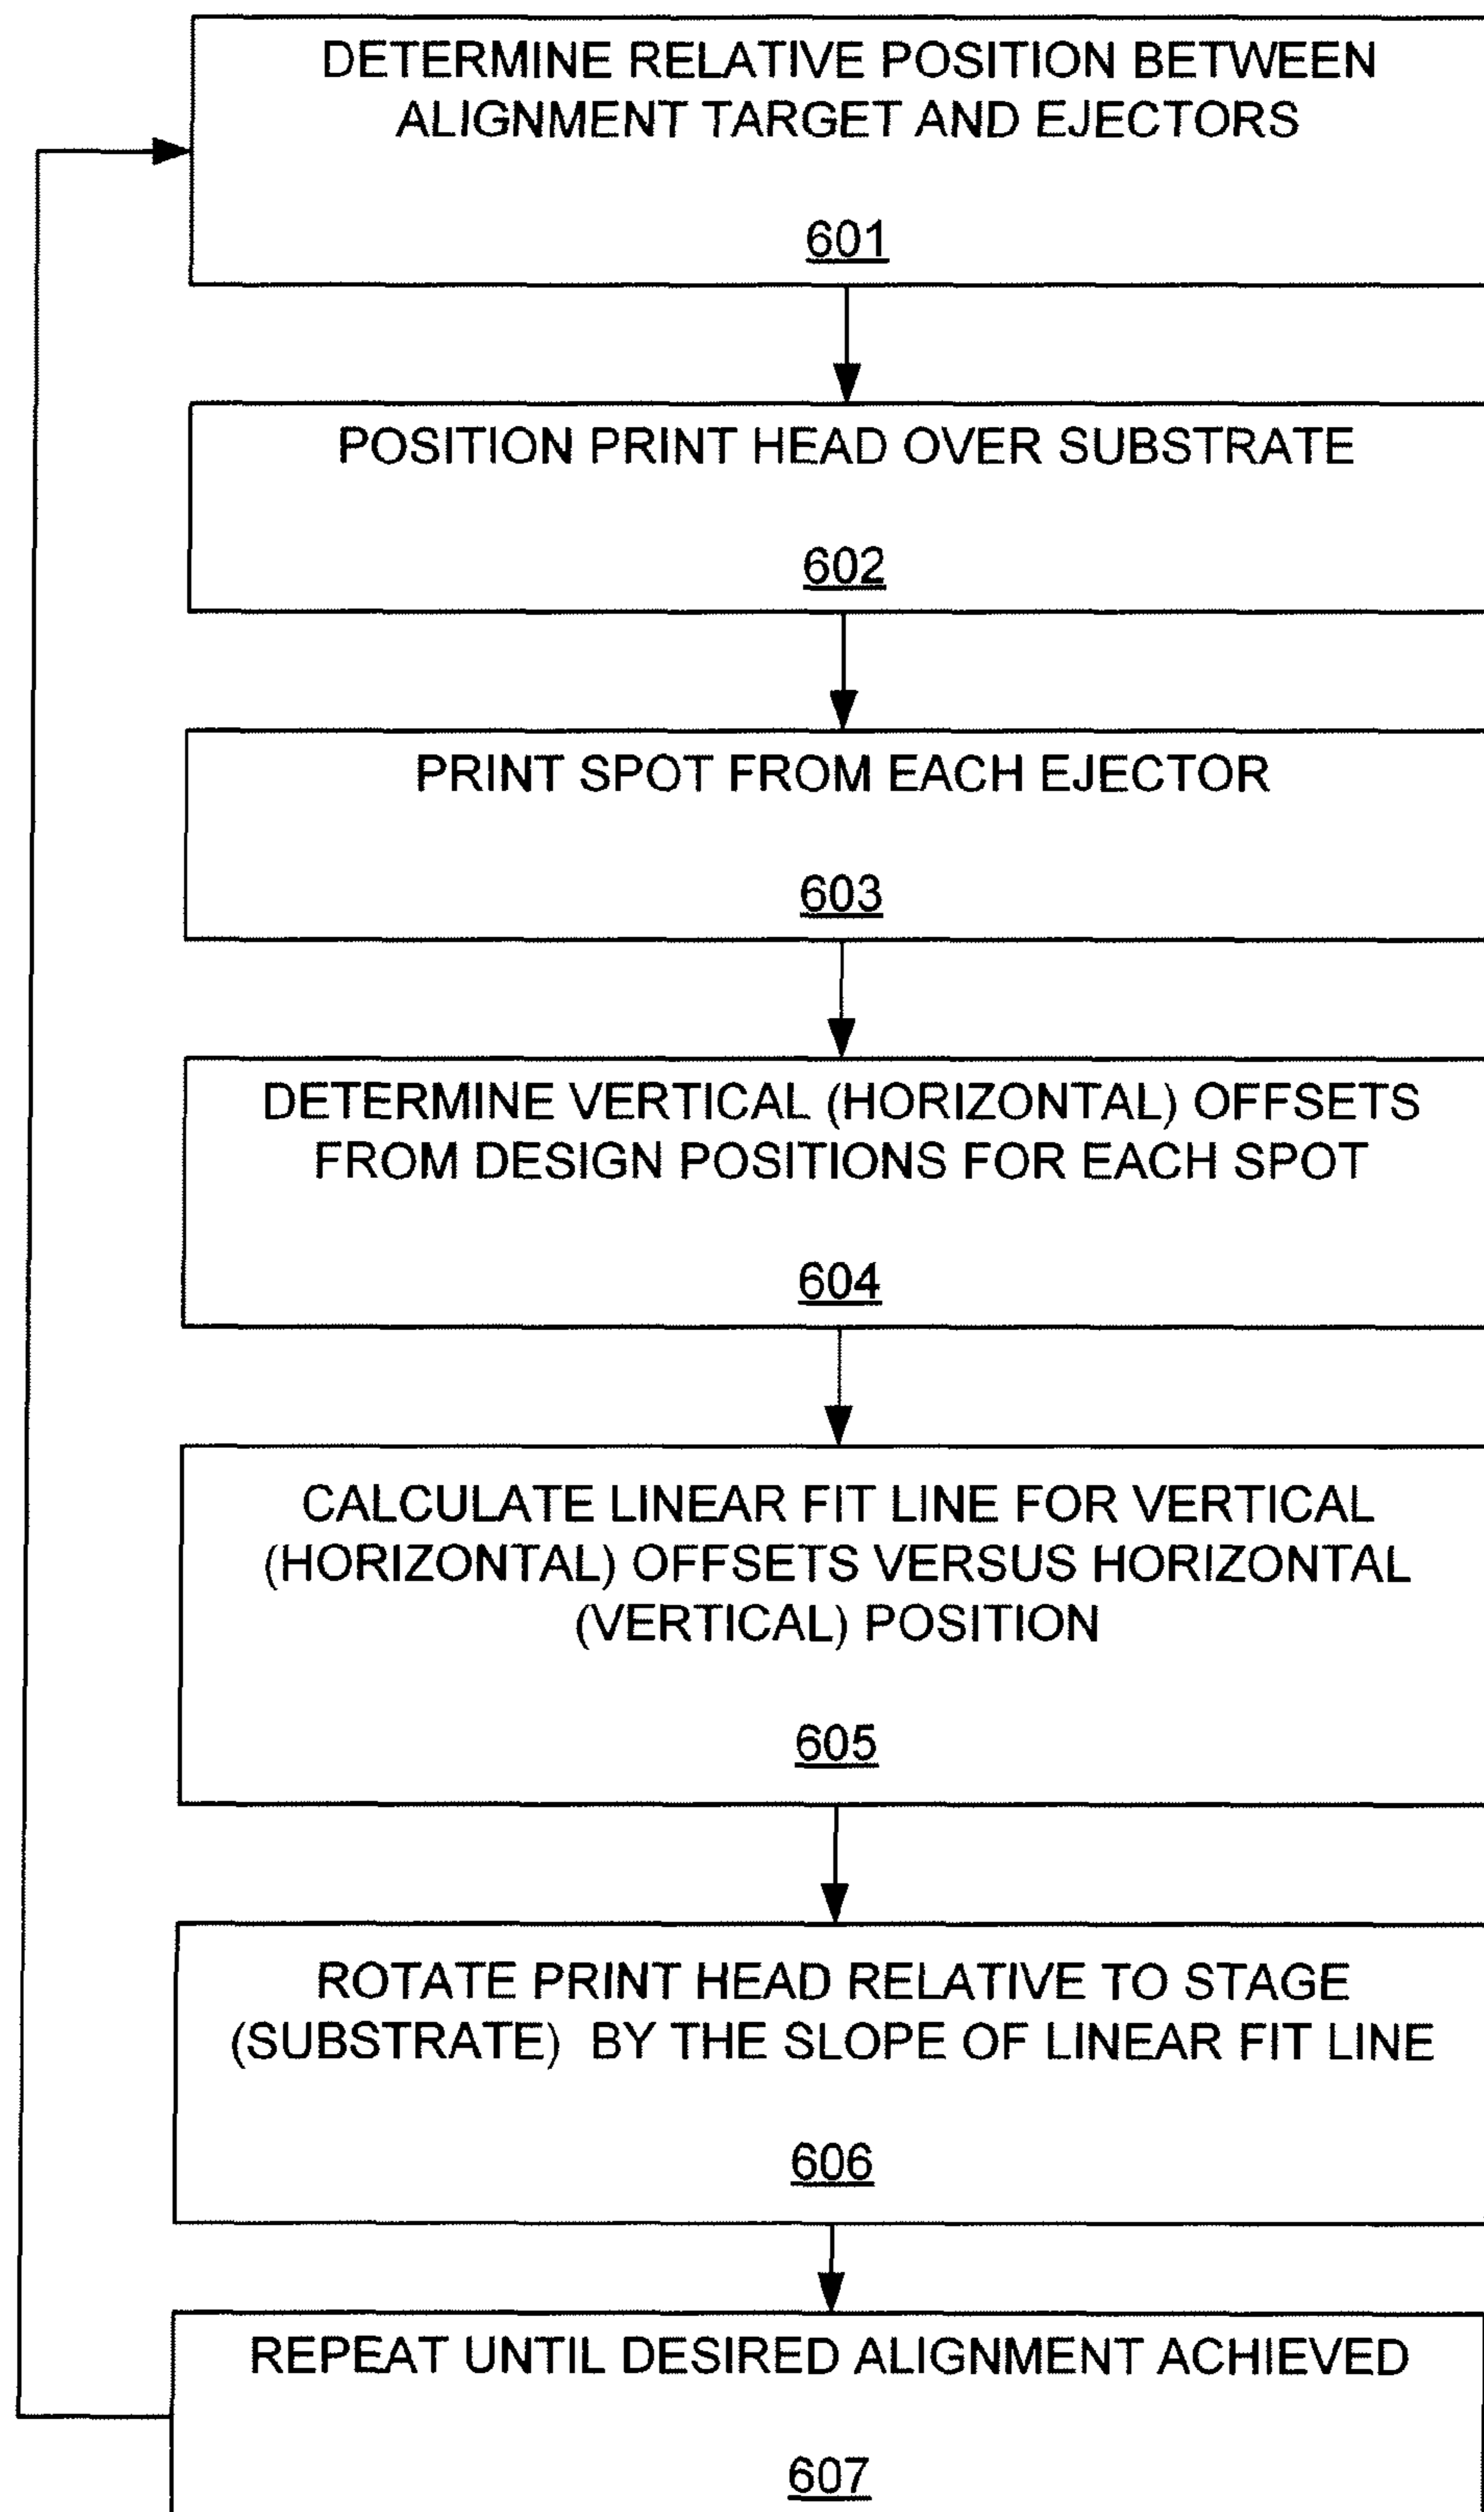 DETERMINE RELATIVE POSITION BETWEEN
ALIGNMENT TARGET AND EJECTORS
601
POSITION PRINT HEAD OVER SUBSTRATE
602
PRINT SPOT FROM EACH EJECTOR
603
DETERMINE VERTICAL (HORIZONTAL) OFFSETS
FROM DESIGN POSITIONS FOR EACH SPOT
604
CALCULATE LINEAR FIT LINE FOR VERTICAL
(HORIZONTAL) OFFSETS VERSUS HORIZONTAL
(VERTICAL) POSITION
605
ROTATE PRINT HEAD RELATIVE TO STAGE
(SUBSTRATE) BY THE SLOPE OF LINEAR FIT LINE
606
REPEAT UNTIL DESIRED ALIGNMENT ACHIEVED
607